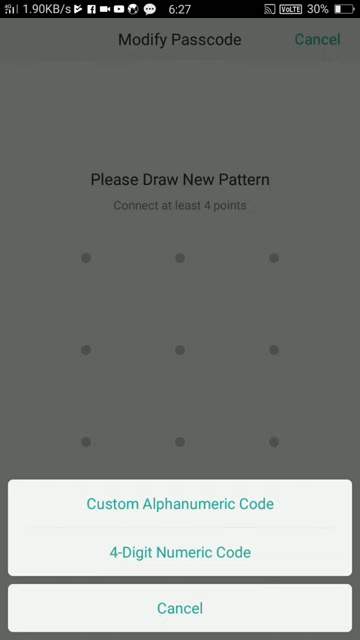 1.90KB/s 6:27 VoLTE 30%
Modify Passcode Cancel
Please Draw New Pattern
Connect at least 4 points
Custom Alphanumeric Code
4-Digit Numeric Code
Cancel